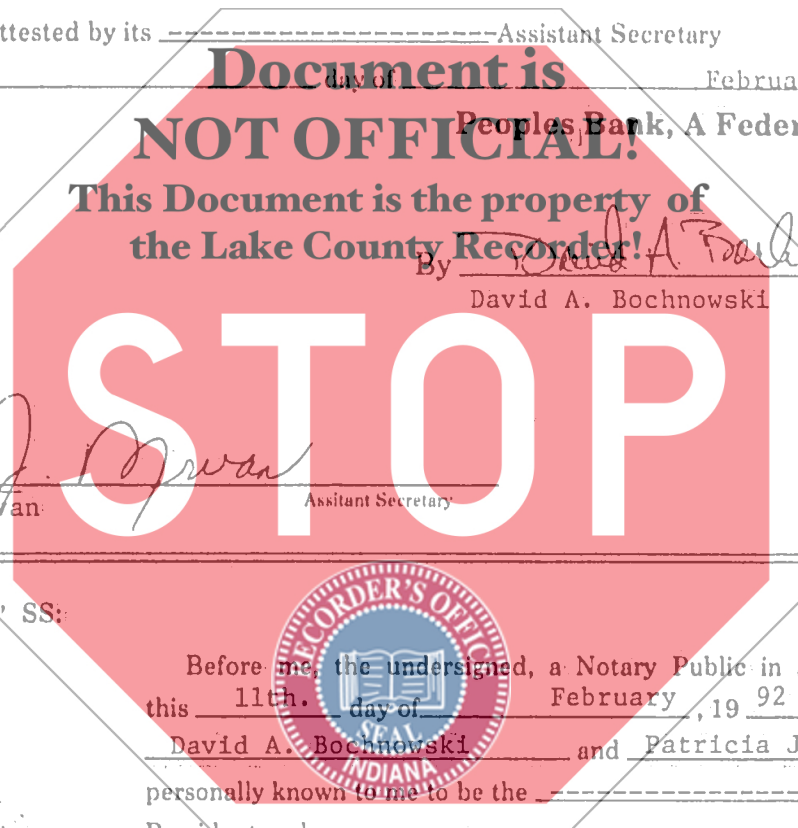 ttested by its Assistant Secretary
Document is
day of Februa
NOT OFFICIAL!
Peoples Bank, A Feder
This Document is the property of
the Lake County Recorder!
By David A. Boch
David A. Bochnowski
STOP
J.
Assitant Secretary
van
RECORDER'S OFFICE
' SS:
Before me, the undersigned, a Notary Public in
this 11th. day of February, 19 92
SEAL
David A. Bochnowski and Patricia J
INDIANA
personally known to me to be the